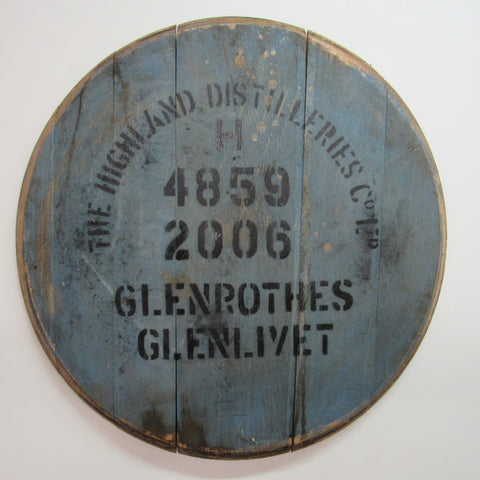 THE HIGHLAND DISTILLERIES Cº Lᵀᴰ
H
4859
2006
GLENROTHES
GLENLIVET